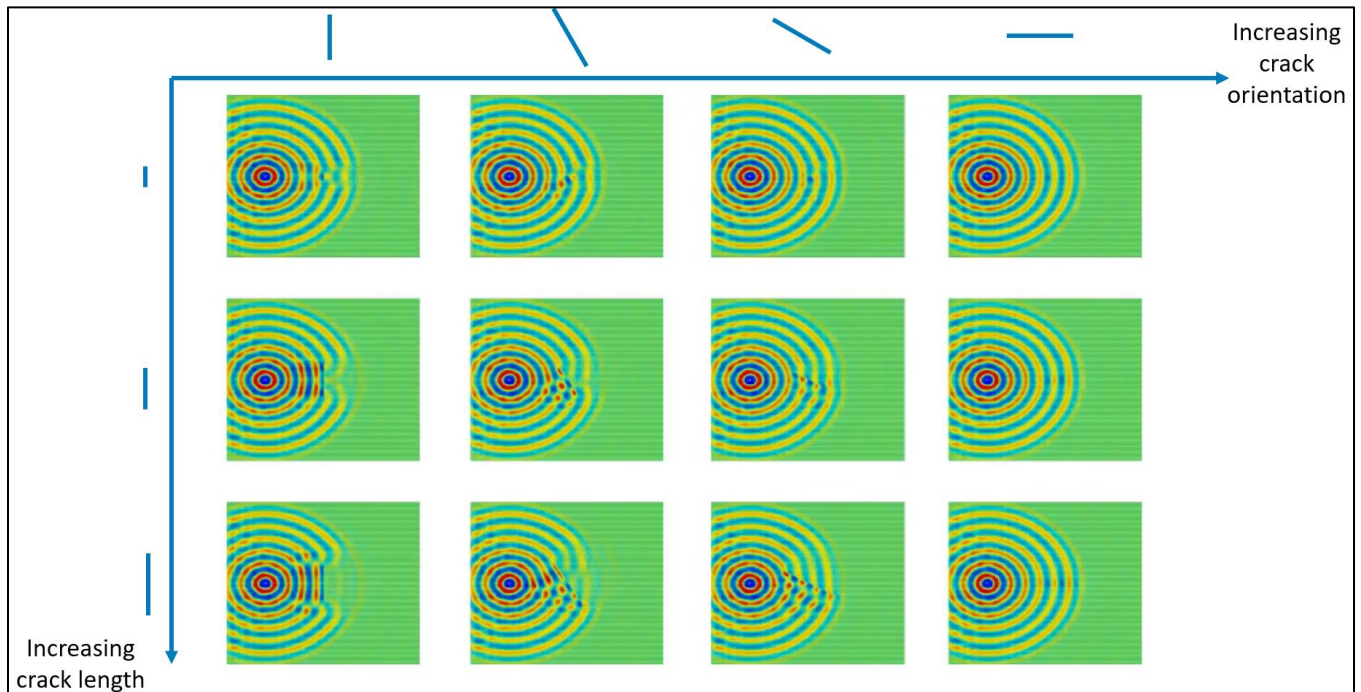 Increasing
crack
orientation
Increasing
crack length